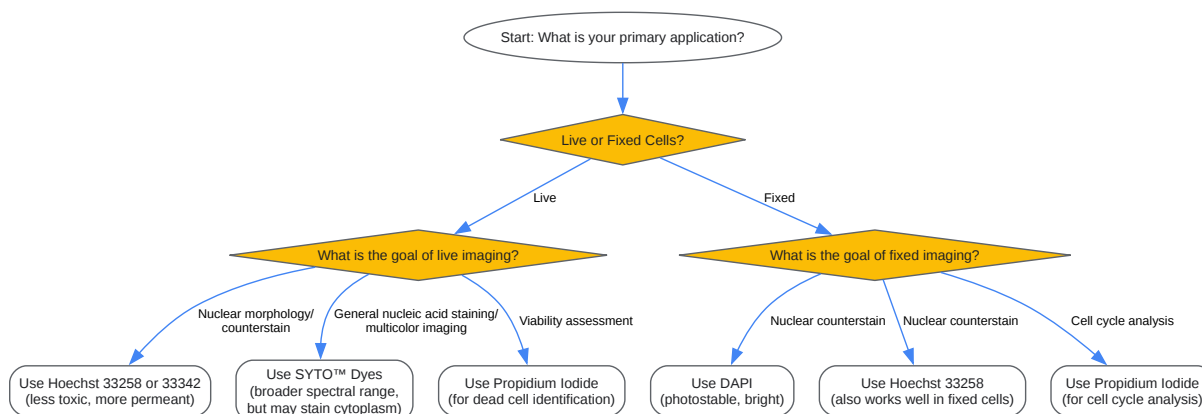 Start: What is your primary application?
Live or Fixed Cells?
Live
Fixed
What is the goal of live imaging?
What is the goal of fixed imaging?
Nuclear morphology/
counterstain
General nucleic acid staining/
multicolor imaging
Viability assessment
Nuclear counterstain
Nuclear counterstain
Cell cycle analysis
Use Hoechst 33258 or 33342
(less toxic, more permeant)
Use SYTO™ Dyes
(broader spectral range,
but may stain cytoplasm)
Use Propidium Iodide
(for dead cell identification)
Use DAPI
(photostable, bright)
Use Hoechst 33258
(also works well in fixed cells)
Use Propidium Iodide
(for cell cycle analysis)